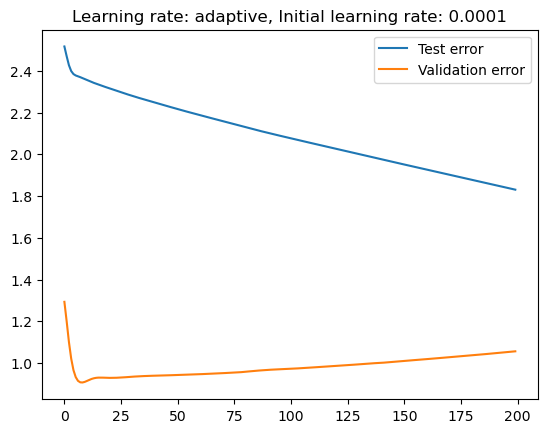 Learning rate: adaptive, Initial learning rate: 0.0001
Test error
Validation error
2.4
2.2
2.0
1.8
1.6
1.4
1.2
1.0
0 25 50 75 100 125 150 175 200